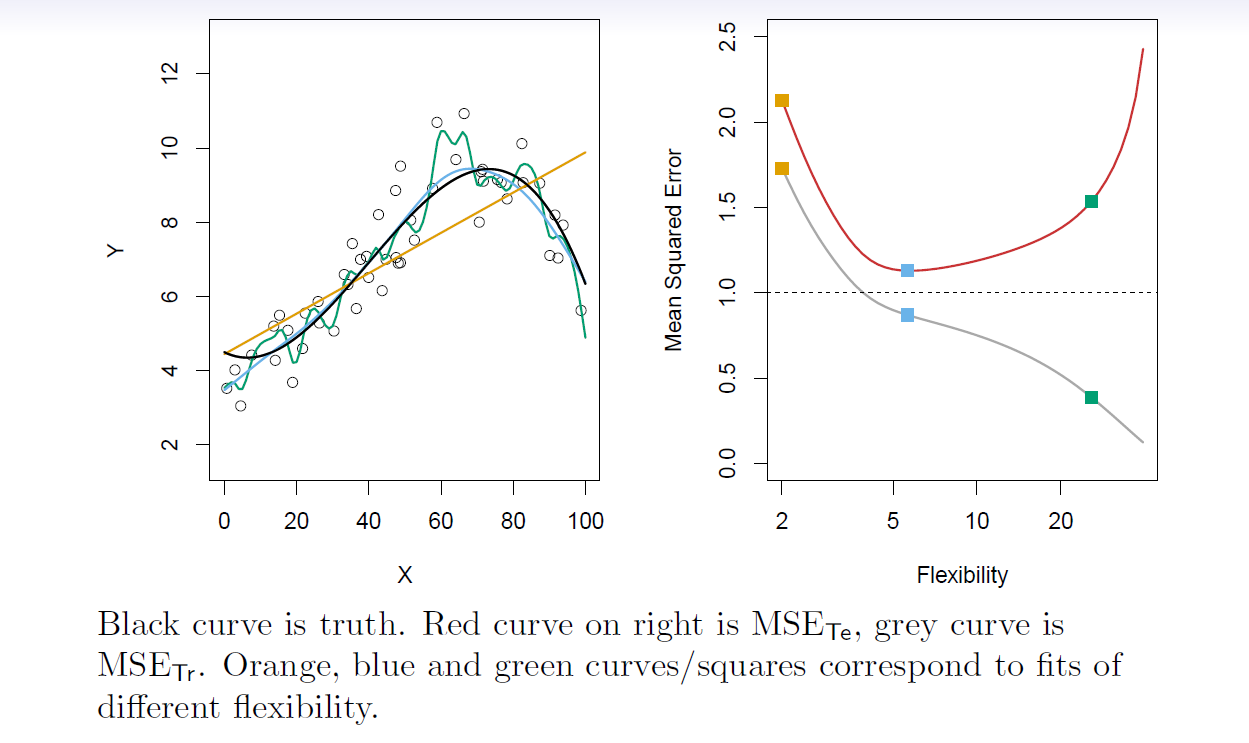 Y
12
10
8
6
4
2
0 20 40 60 80 100
X
Mean Squared Error
2.5
2.0
1.5
1.0
0.5
0.0
2 5 10 20
Flexibility
Black curve is truth. Red curve on right is MSE_Te, grey curve is
MSE_Tr. Orange, blue and green curves/squares correspond to fits of
different flexibility.